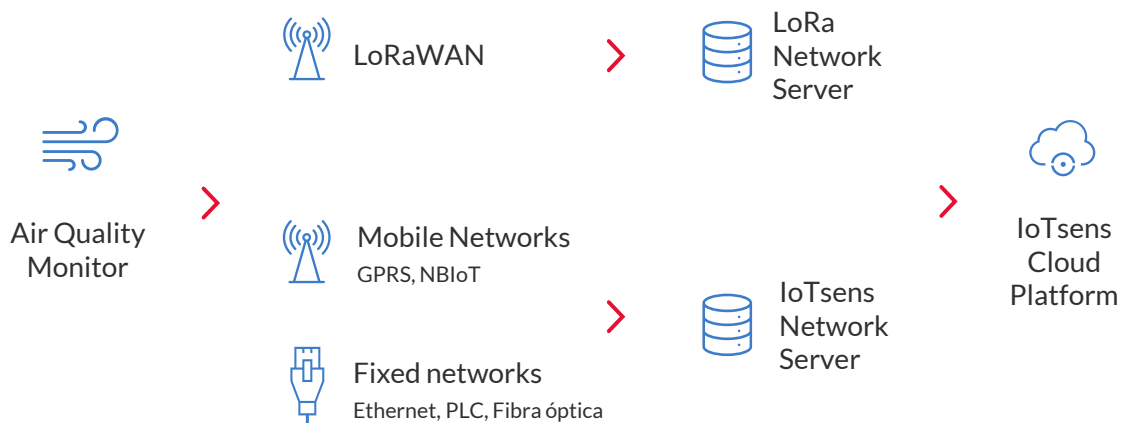 Air Quality
Monitor
LoRaWAN
Mobile Networks
GPRS, NBIoT
Fixed networks
Ethernet, PLC, Fibra óptica
LoRa
Network
Server
IoTsens
Network
Server
IoTsens
Cloud
Platform